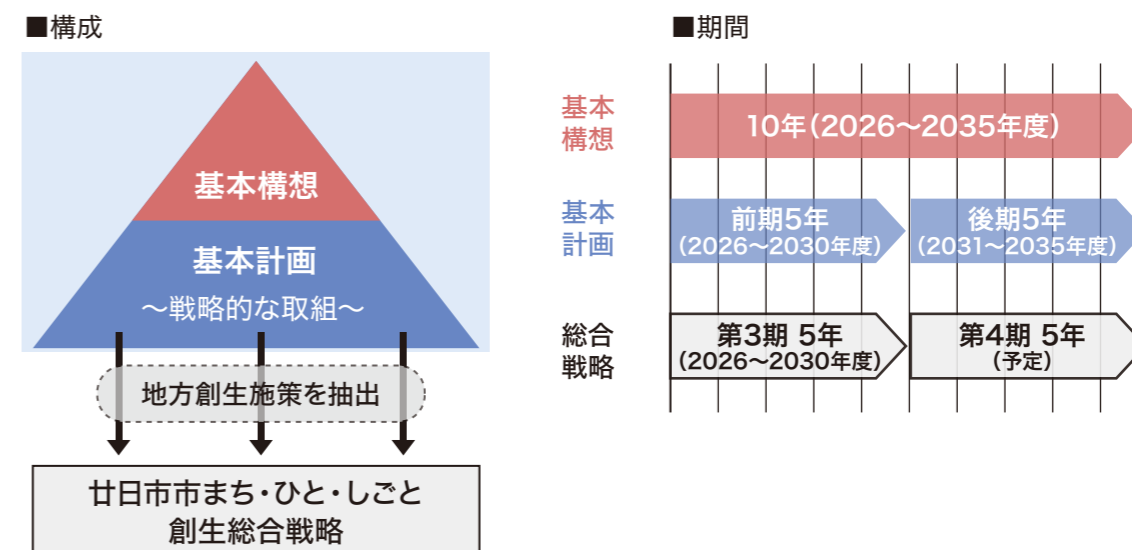 ■構成
基本構想
基本計画
～戦略的な取組～
地方創生施策を抽出
廿日市市まち・ひと・しごと
創生総合戦略
■期間
基本
構想
10年（2026～2035年度）
基本
計画
前期5年
（2026～2030年度）
後期5年
（2031～2035年度）
総合
戦略
第3期 5年
（2026～2030年度）
第4期 5年
（予定）